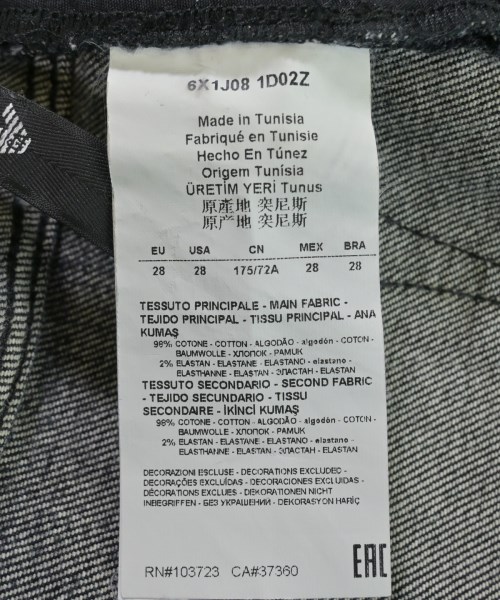 6X1J08 1D02Z
Made in Tunisia
Fabriqué en Tunisie
Hecho En Túnez
Origem Tunísia
ÜRETİM YERİ Tunus
原產地 突尼斯
原产地 突尼斯
EU USA CN MEX BRA
28 28 175/72A 28 28
TESSUTO PRINCIPALE - MAIN FABRIC -
TEJIDO PRINCIPAL - TISSU PRINCIPAL - ANA
KUMAŞ
98% COTONE - COTTON - ALGODÃO - algodón - COTON -
BAUMWOLLE - ХЛОПОК - PAMUK
2% ELASTAN - ELASTANE - ELASTANO - elastano -
ELASTHANNE - ELASTAN - ЭЛАСТАН - ELASTAN
TESSUTO SECONDARIO - SECOND FABRIC
- TEJIDO SECUNDARIO - TISSU
SECONDAIRE - İKİNCİ KUMAŞ
98% COTONE - COTTON - ALGODÃO - algodón - COTON -
BAUMWOLLE - ХЛОПОК - PAMUK
2% ELASTAN - ELASTANE - ELASTANO - elastano -
ELASTHANNE - ELASTAN - ЭЛАСТАН - ELASTAN
DECORAZIONI ESCLUSE - DECORATIONS EXCLUDED -
DECORAÇÕES EXCLUÍDAS - DECORACIONES EXCLUIDAS -
DÉCORATIONS EXCLUES - DEKORATIONEN NICHT
INBEGRIFFEN - БЕЗ УКРАШЕНИЙ - DEKORASYON HARİÇ
RN#103723 CA#37360 EAC